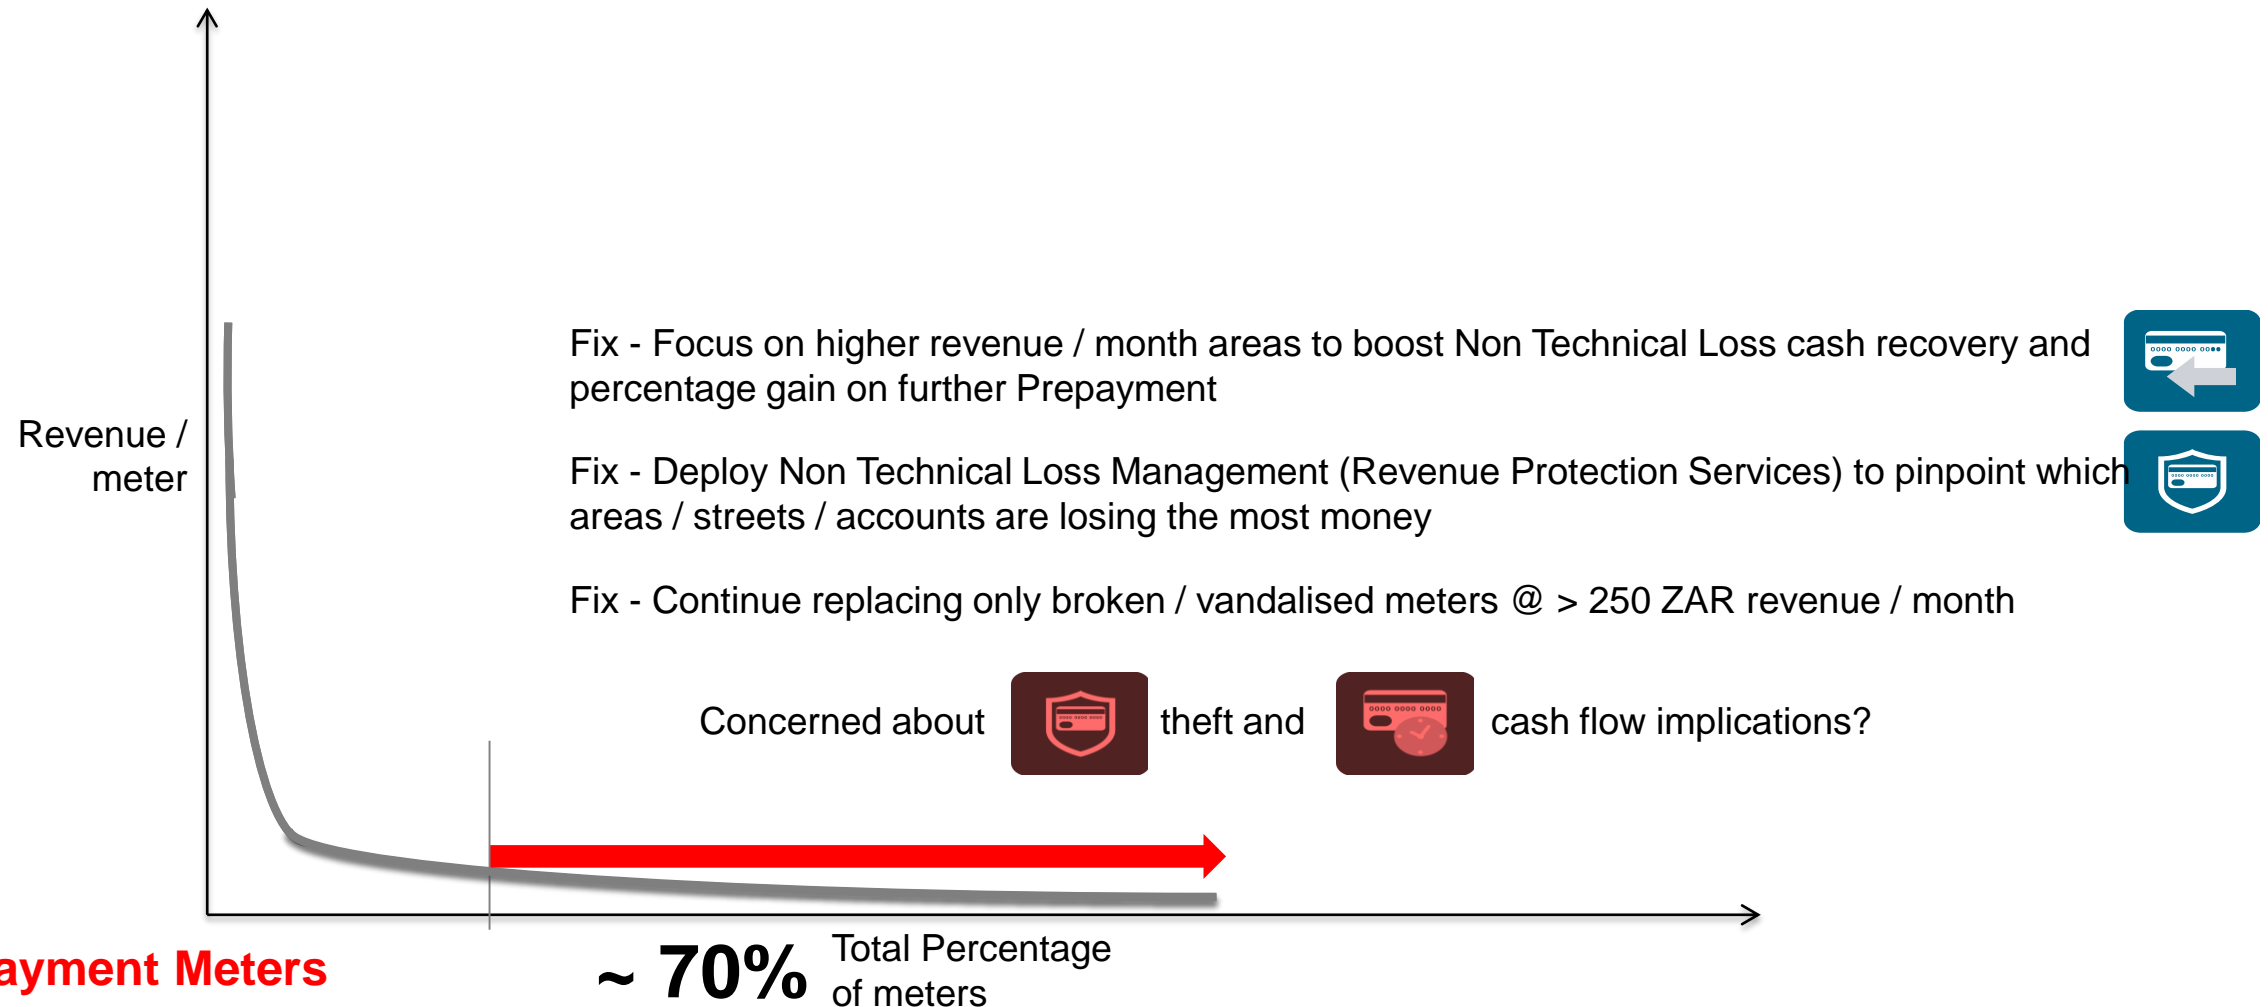 Fix - Focus on higher revenue / month areas to boost Non Technical Loss cash recovery and
percentage gain on further Prepayment
Revenue /
meter
Fix - Deploy Non Technical Loss Management (Revenue Protection Services) to pinpoint which
areas / streets / accounts are losing the most money
Fix - Continue replacing only broken / vandalised meters @ > 250 ZAR revenue / month
Concerned about theft and cash flow implications?
ayment Meters
~ 70% Total Percentage
of meters